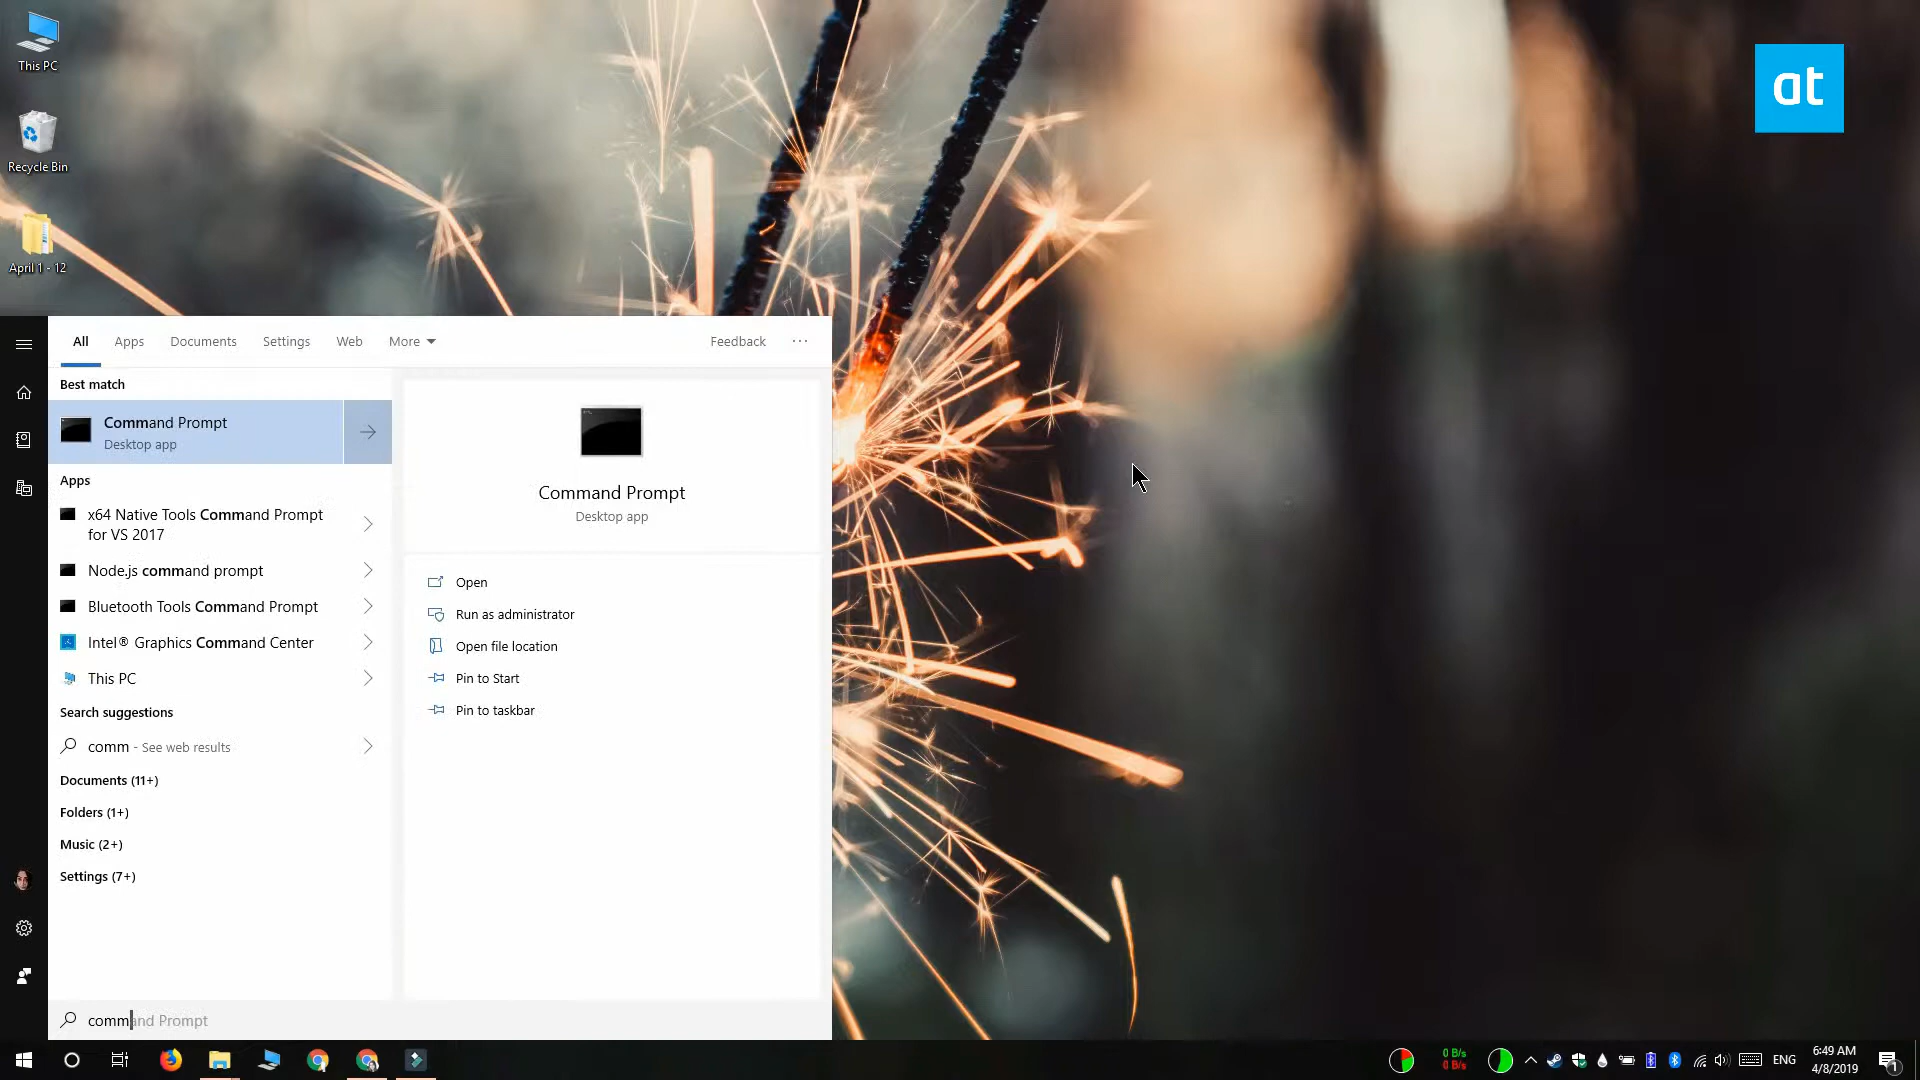 This PC
at
Recycle Bin
April 1 - 12
All Apps Documents Settings Web More Feedback ...
Best match
Command Prompt
Desktop app
Apps
x64 Native Tools Command Prompt
for VS 2017
Node.js command prompt
Bluetooth Tools Command Prompt
Intel® Graphics Command Center
This PC
Search suggestions
comm - See web results
Documents (11+)
Folders (1+)
Music (2+)
Settings (7+)
Command Prompt
Desktop app
Open
Run as administrator
Open file location
Pin to Start
Pin to taskbar
command Prompt
0 B/s
0 B/s
ENG
6:49 AM
4/8/2019
1